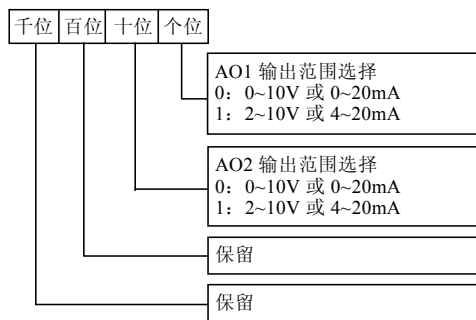 千位 百位 十位 个位
AO1 输出范围选择
0：0~10V 或 0~20mA
1：2~10V 或 4~20mA
AO2 输出范围选择
0：0~10V 或 0~20mA
1：2~10V 或 4~20mA
保留
保留